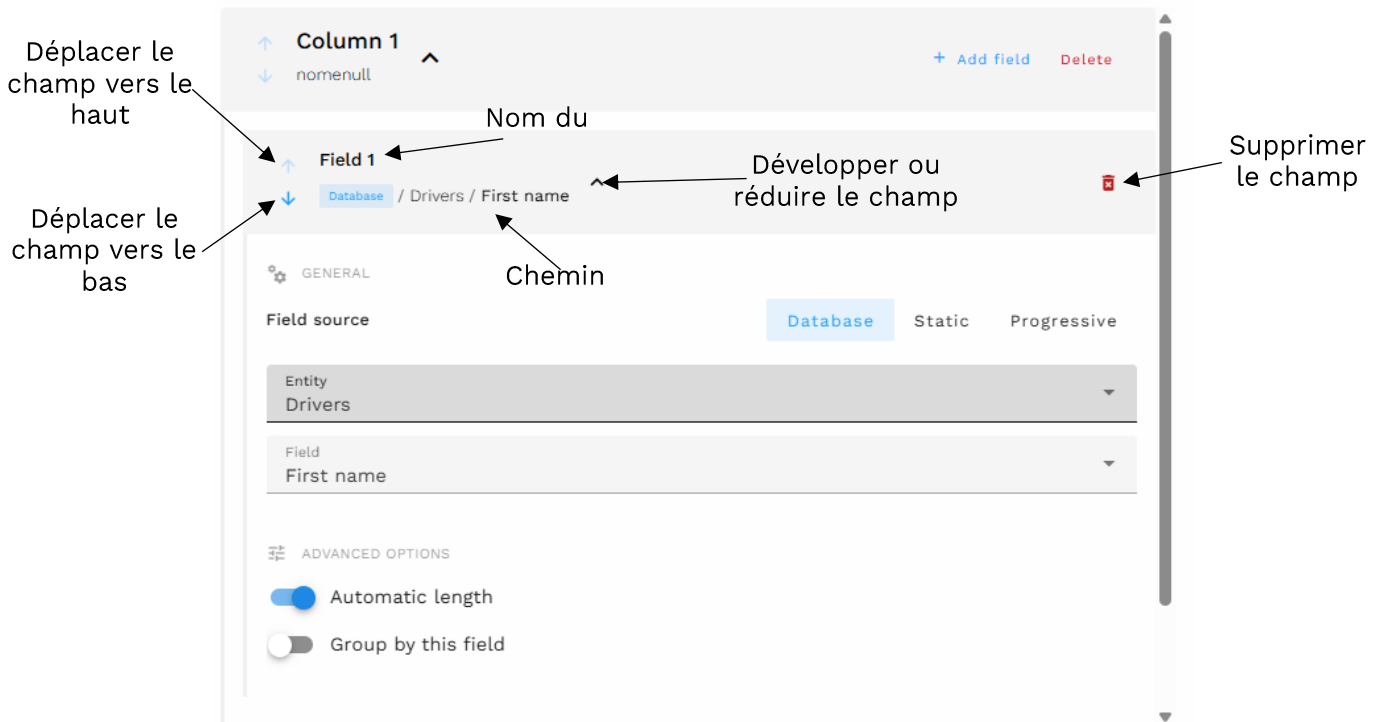 Déplacer le
champ vers le
haut
Column 1
nomenull
+ Add field
Delete
Nom du
Field 1
Database / Drivers / First name
Développer ou
réduire le champ
Supprimer
le champ
Déplacer le
champ vers le
bas
Chemin
GENERAL
Field source
Database
Static
Progressive
Entity
Drivers
Field
First name
ADVANCED OPTIONS
Automatic length
Group by this field